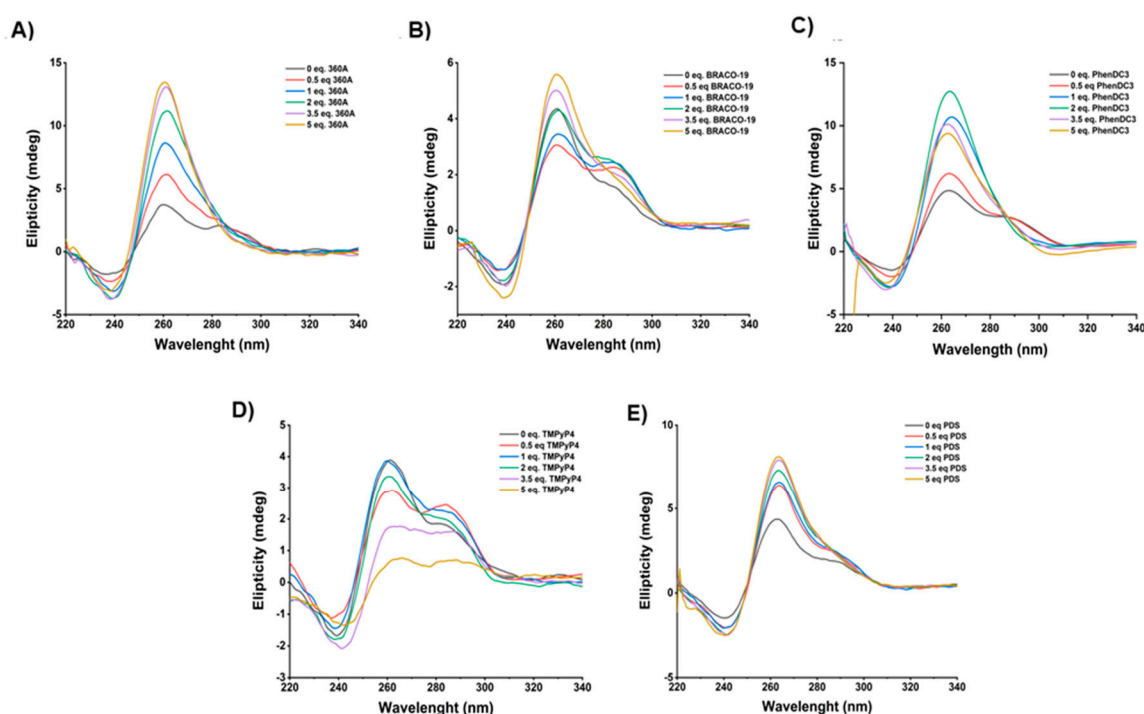 A)
0 eq. 360A
0.5 eq 360A
1 eq. 360A
2 eq. 360A
3.5 eq. 360A
5 eq. 360A
15
10
5
0
-5
220
240
260
280
300
320
340
Ellipticity (mdeg)
Wavelenght (nm)
B)
0 eq. BRACO-19
0.5 eq BRACO-19
1 eq. BRACO-19
2 eq. BRACO-19
3.5 eq. BRACO-19
5 eq. BRACO-19
6
4
2
0
-2
220
240
260
280
300
320
340
Ellipticity (mdeg)
Wavelenght (nm)
C)
0 eq. PhenDC3
0.5 eq. PhenDC3
1 eq. PhenDC3
2 eq. PhenDC3
3.5 eq. PhenDC3
5 eq. PhenDC3
15
10
5
0
-5
220
240
260
280
300
320
340
Ellipticity (mdeg)
Wavelength (nm)
D)
0 eq. TMPyP4
0.5 eq TMPyP4
1 eq. TMPyP4
2 eq. TMPyP4
3.5 eq. TMPyP4
5 eq. TMPyP4
5
4
3
2
1
0
-1
-2
-3
220
240
260
280
300
320
340
Ellipticity (mdeg)
Wavelenght (nm)
E)
0 eq PDS
0.5 eq PDS
1 eq PDS
2 eq PDS
3.5 eq PDS
5 eq PDS
10
5
0
-5
220
240
260
280
300
320
340
Ellipticity (mdeg)
Wavelenght (nm)